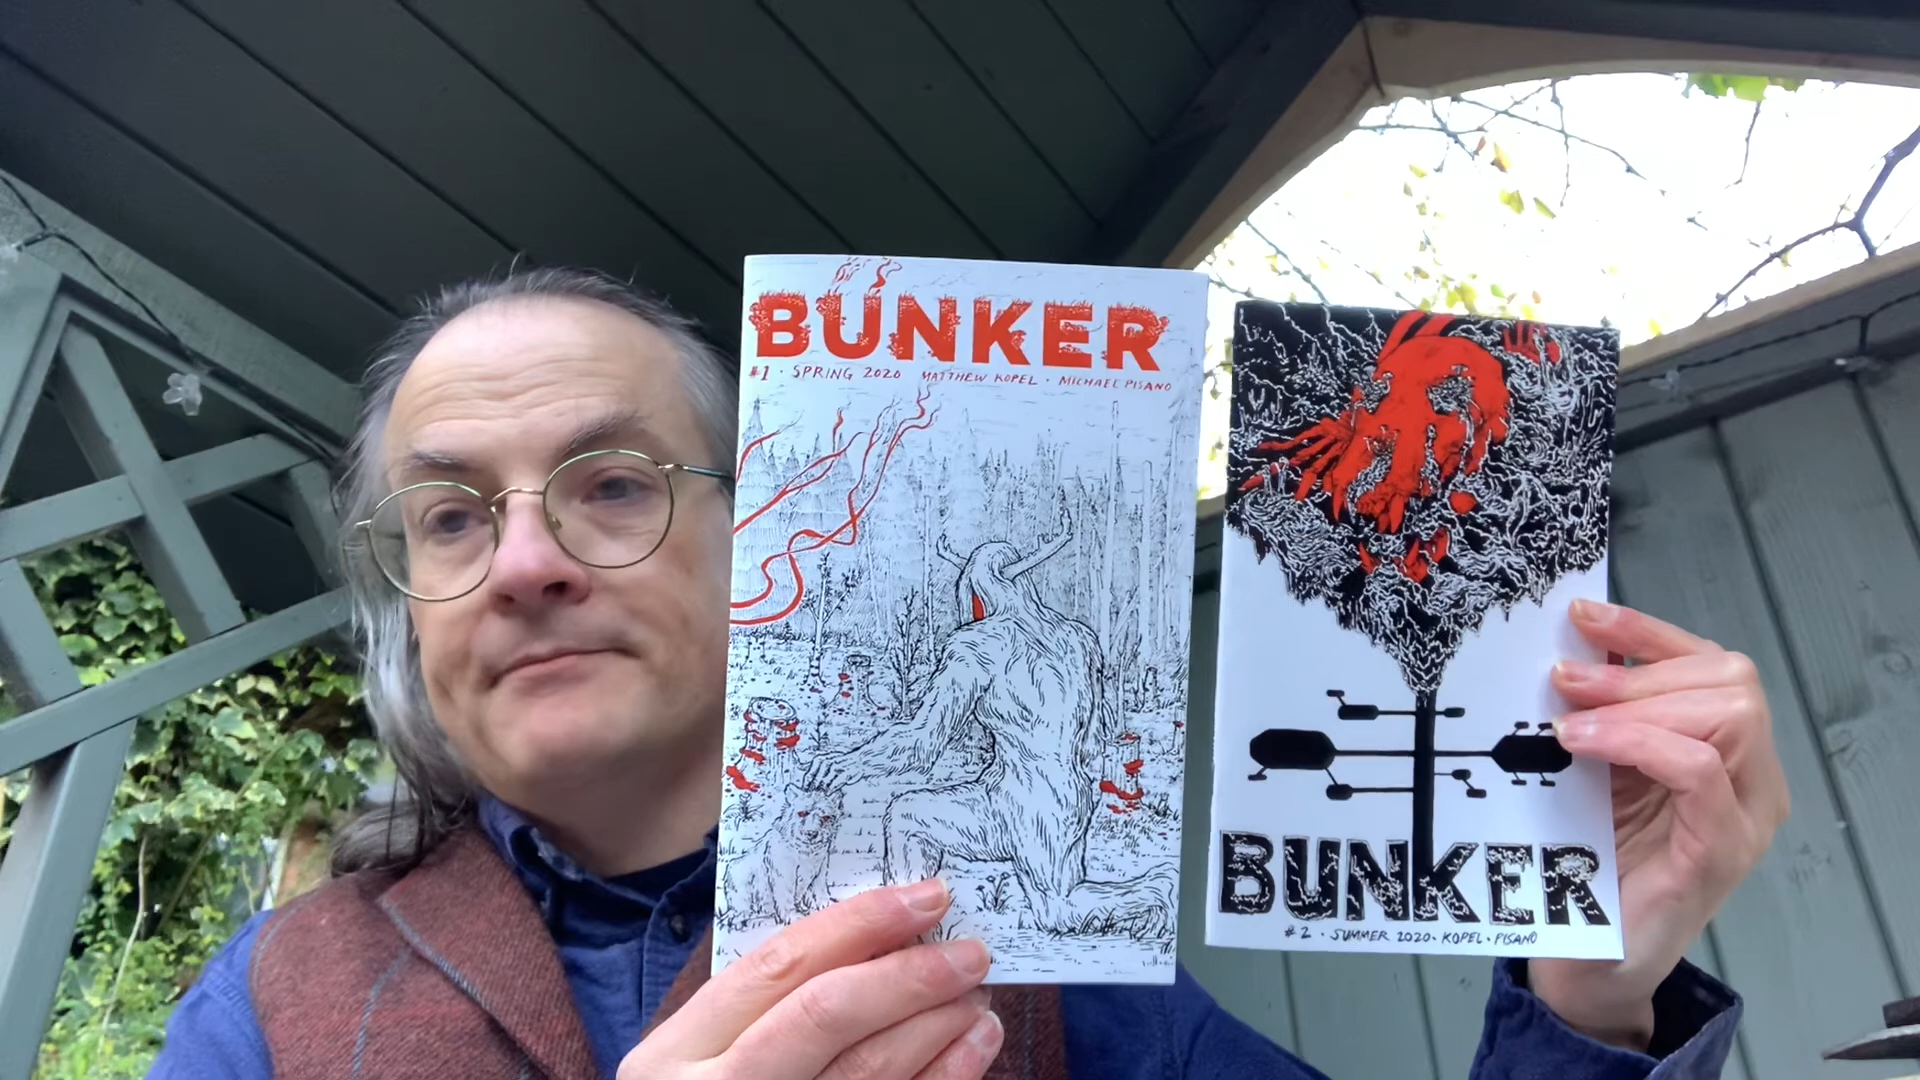 BUNKER
#1 · SPRING 2020 MATTHEW KOPEL · MICHAEL PISANO
BUNKER
#2 · SUMMER 2020 · KOPEL · PISANO